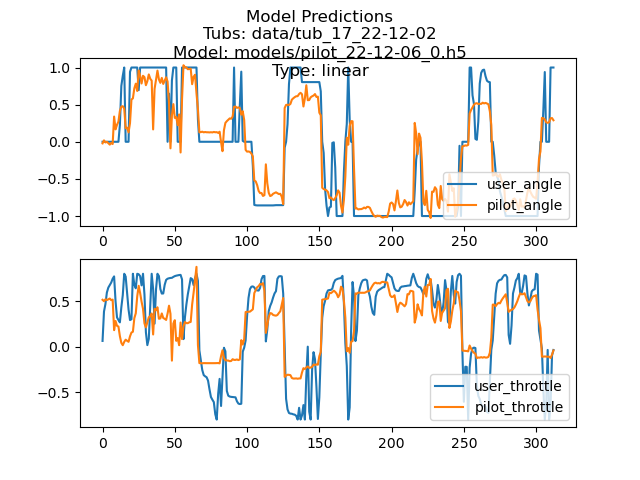 Model Predictions
Tubs: data/tub_17_22-12-02
Model: models/pilot_22-12-06_0.h5
Type: linear
1.0
0.5
0.0
−0.5
−1.0
user_angle
pilot_angle
0 50 100 150 200 250 300
0.5
0.0
−0.5
user_throttle
pilot_throttle
0 50 100 150 200 250 300